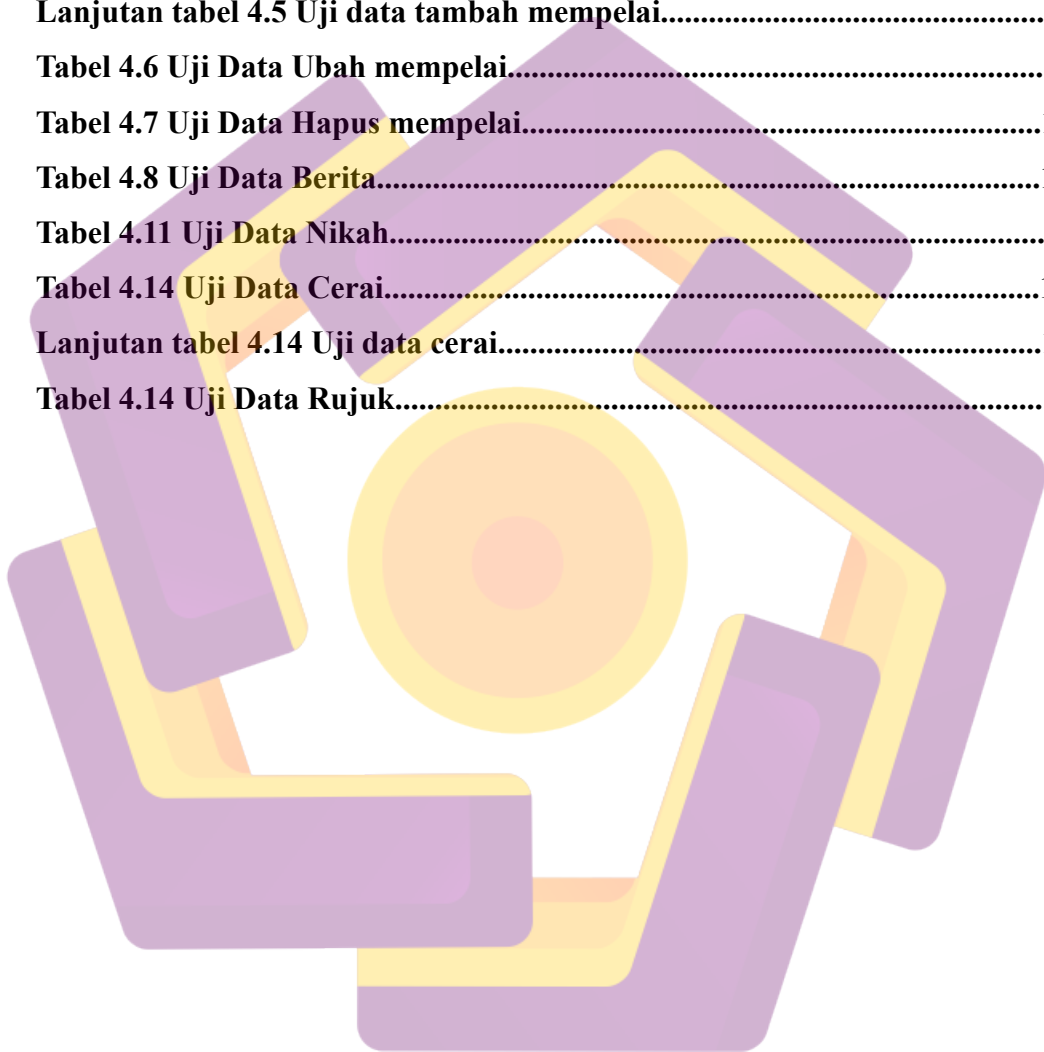 Lanjutan tabel 4.5 Uji data tambah mempelai........................................................
Tabel 4.6 Uji Data Ubah mempelai..................................................................
Tabel 4.7 Uji Data Hapus mempelai................................................................
Tabel 4.8 Uji Data Berita..................................................................................
Tabel 4.11 Uji Data Nikah.................................................................................
Tabel 4.14 Uji Data Cerai.................................................................................
Lanjutan tabel 4.14 Uji data cerai...................................................................
Tabel 4.14 Uji Data Rujuk................................................................................